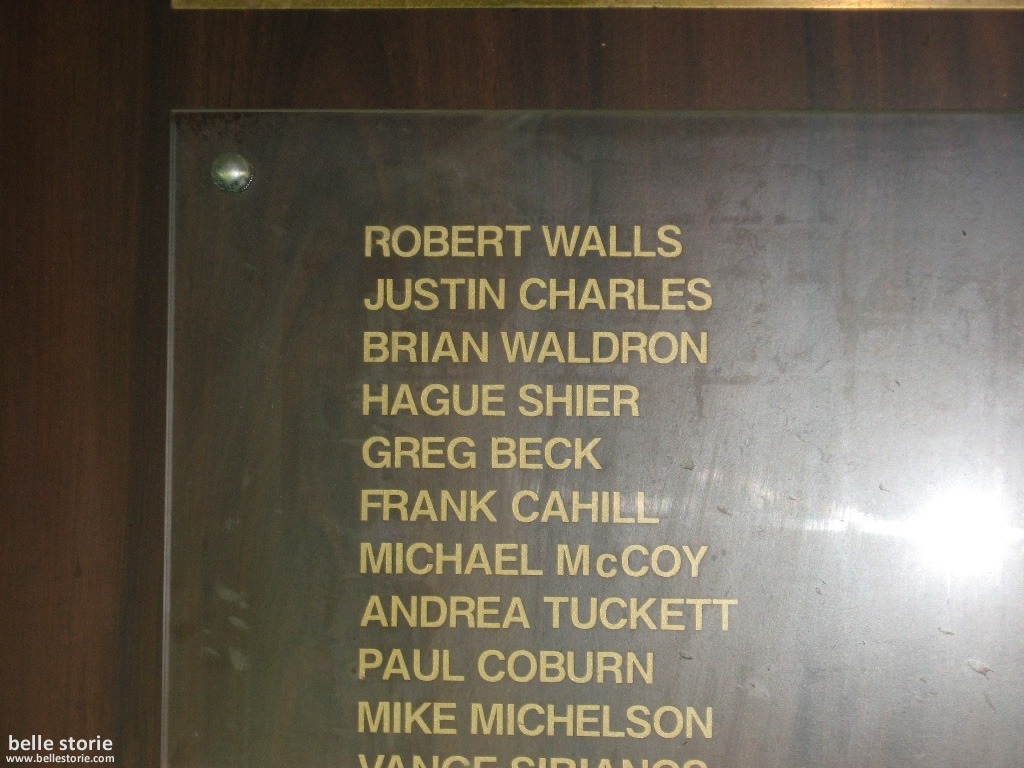 ROBERT WALLS
JUSTIN CHARLES
BRIAN WALDRON
HAGUE SHIER
GREG BECK
FRANK CAHILL
MICHAEL McCOY
ANDREA TUCKETT
PAUL COBURN
MIKE MICHELSON
belle storie
www.bellestorie.com